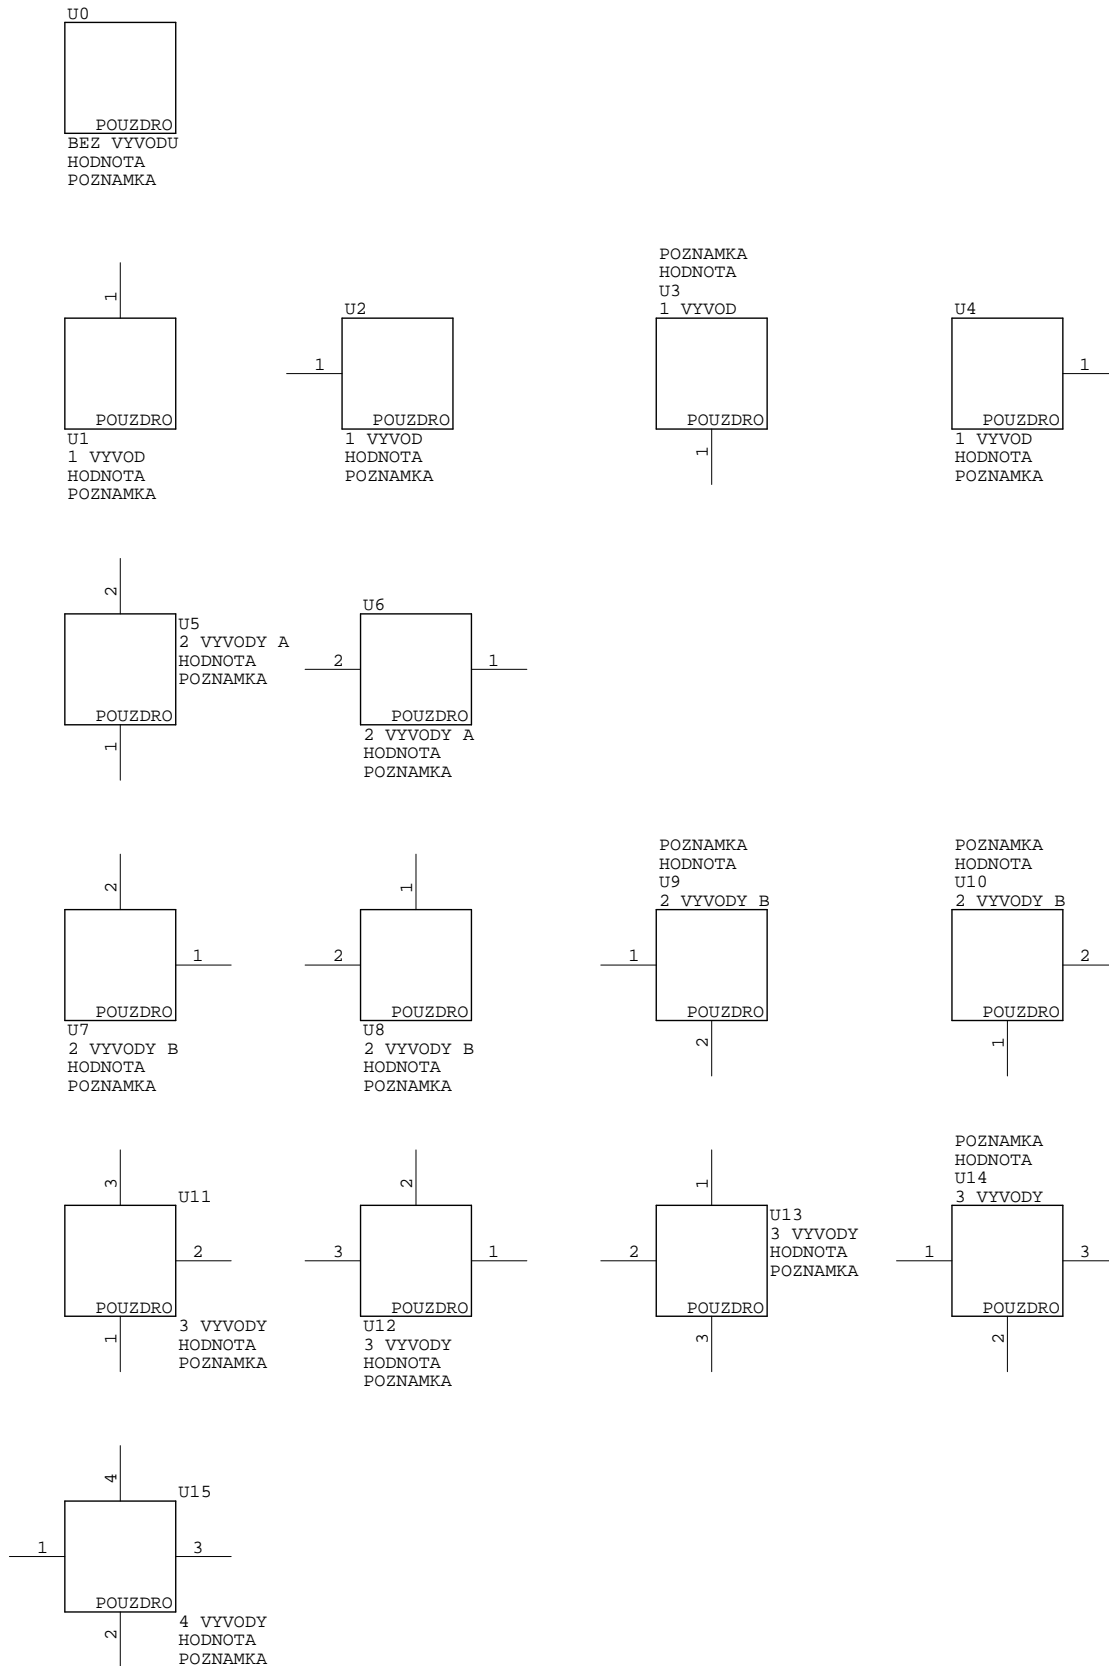 U0
POUZDRO
BEZ VYVODU
HODNOTA
POZNAMKA
1
POUZDRO
U1
1 VYVOD
HODNOTA
POZNAMKA
U2
1
POUZDRO
1 VYVOD
HODNOTA
POZNAMKA
POZNAMKA
HODNOTA
U3
1 VYVOD
POUZDRO
1
U4
1
POUZDRO
1 VYVOD
HODNOTA
POZNAMKA
2
U5
2 VYVODY A
HODNOTA
POZNAMKA
POUZDRO
1
U6
2
1
POUZDRO
2 VYVODY A
HODNOTA
POZNAMKA
2
1
POUZDRO
U7
2 VYVODY B
HODNOTA
POZNAMKA
1
2
POUZDRO
U8
2 VYVODY B
HODNOTA
POZNAMKA
POZNAMKA
HODNOTA
U9
2 VYVODY B
1
POUZDRO
2
POZNAMKA
HODNOTA
U10
2 VYVODY B
2
POUZDRO
1
3
U11
2
POUZDRO
1
3 VYVODY
HODNOTA
POZNAMKA
2
3
1
POUZDRO
U12
3 VYVODY
HODNOTA
POZNAMKA
1
U13
3 VYVODY
HODNOTA
POZNAMKA
2
POUZDRO
3
POZNAMKA
HODNOTA
U14
3 VYVODY
1
3
POUZDRO
2
4
U15
1
3
POUZDRO
2
4 VYVODY
HODNOTA
POZNAMKA